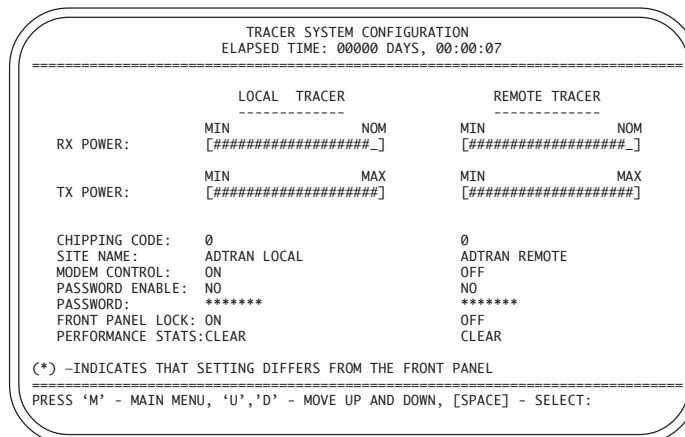 TRACER SYSTEM CONFIGURATION
ELAPSED TIME: 00000 DAYS, 00:00:07
================================================================================
LOCAL TRACER REMOTE TRACER
------------- -------------
MIN NOM MIN NOM
RX POWER: [###################_] [###################_]
MIN MAX MIN MAX
TX POWER: [####################] [####################]
CHIPPING CODE: 0 0
SITE NAME: ADTRAN LOCAL ADTRAN REMOTE
MODEM CONTROL: ON OFF
PASSWORD ENABLE: NO NO
PASSWORD: ******* *******
FRONT PANEL LOCK: ON OFF
PERFORMANCE STATS:CLEAR CLEAR
(*) –INDICATES THAT SETTING DIFFERS FROM THE FRONT PANEL
================================================================================
PRESS ‘M’ - MAIN MENU, ‘U’,’D’ - MOVE UP AND DOWN, [SPACE] - SELECT: